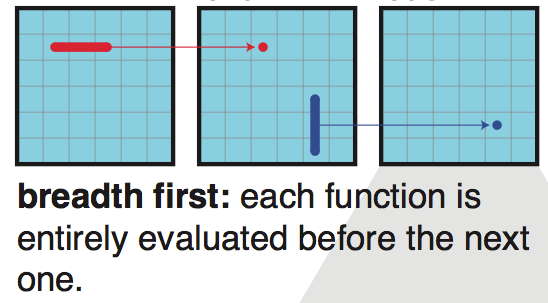 breadth first: each function is
entirely evaluated before the next
one.